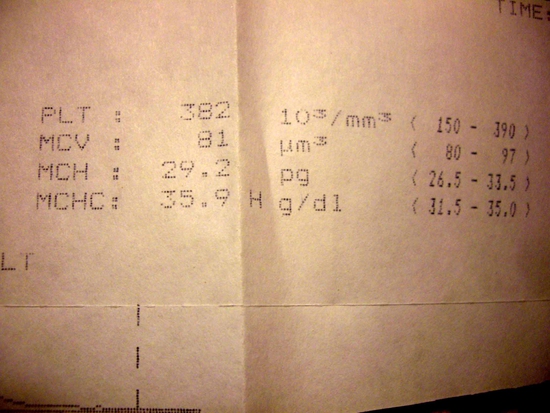 TIME:
PLT : 382 10³/mm³ ( 150 - 390 )
MCV : 81 µm³ ( 80 - 97 )
MCH : 29.2 pg ( 26.5 - 33.5 )
MCHC: 35.9 H g/dl ( 31.5 - 35.0 )
LT